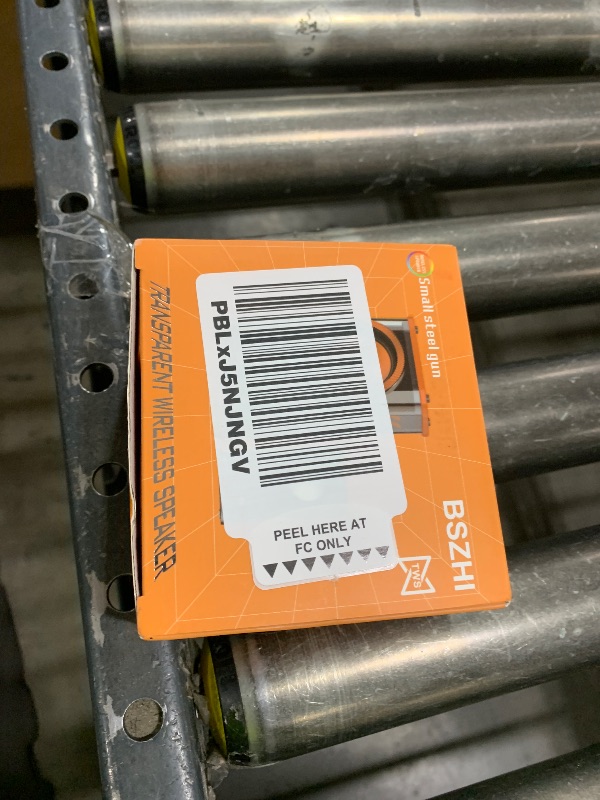 Small steel gun
BSZHI
TWS
PBLxJ5NJNGV
PEEL HERE AT
FC ONLY
TRANSPARENT WIRELESS SPEAKER